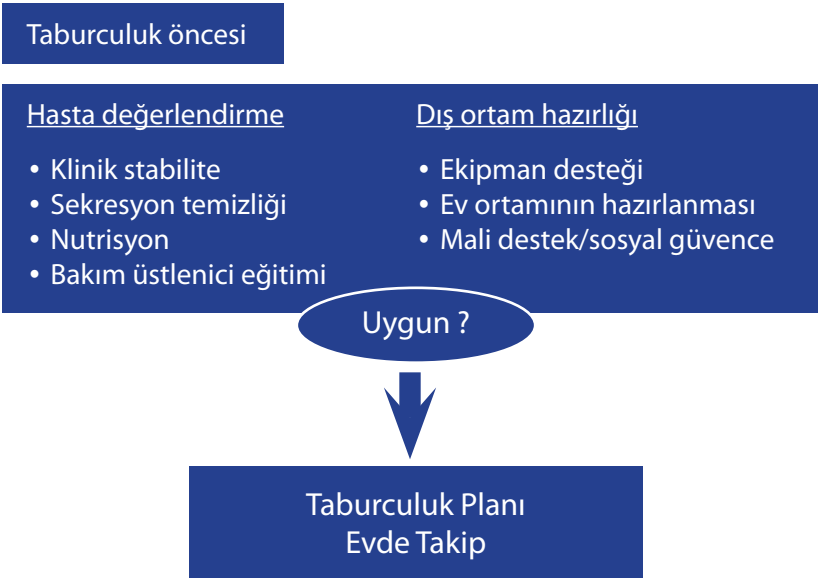 Taburculuk öncesi
Hasta değerlendirme
• Klinik stabilite
• Sekresyon temizliği
• Nutrisyon
• Bakım üstlenici eğitimi
Dış ortam hazırlığı
• Ekipman desteği
• Ev ortamının hazırlanması
• Mali destek/sosyal güvence
Uygun ?
Taburculuk Planı
Evde Takip